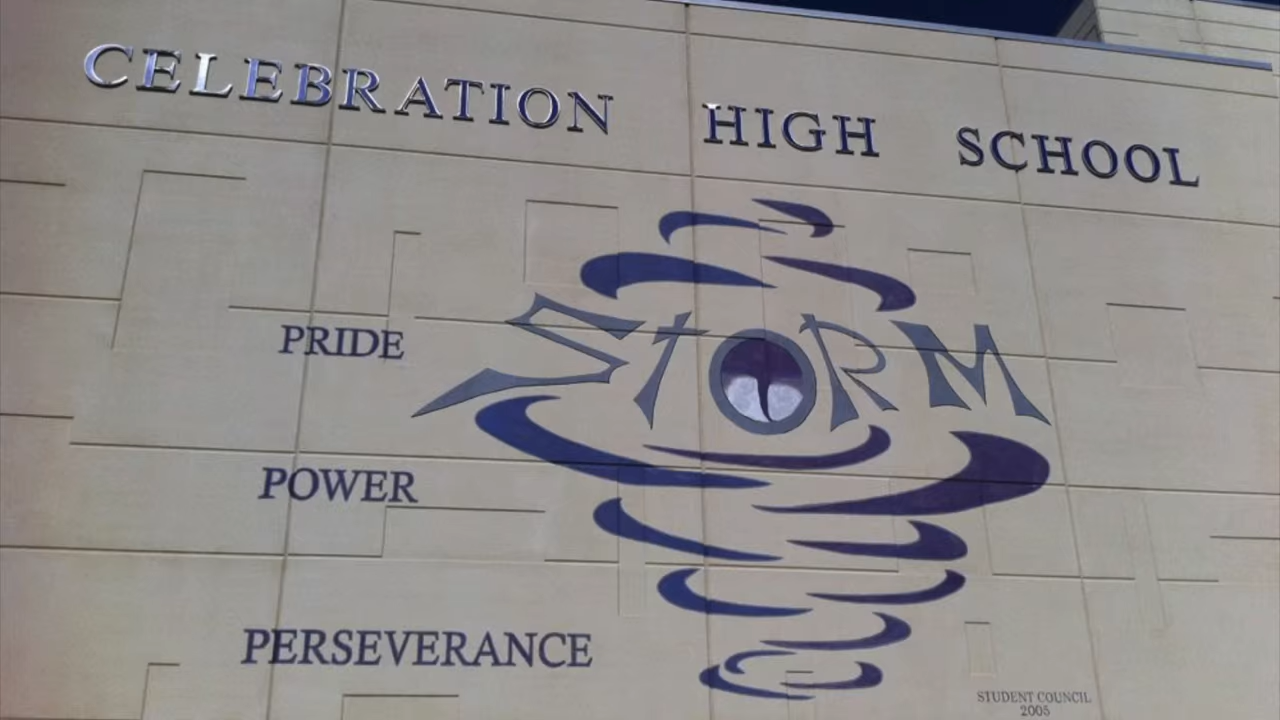 CELEBRATION HIGH SCHOOL
STORM
PRIDE
POWER
PERSEVERANCE
STUDENT COUNCIL
2005